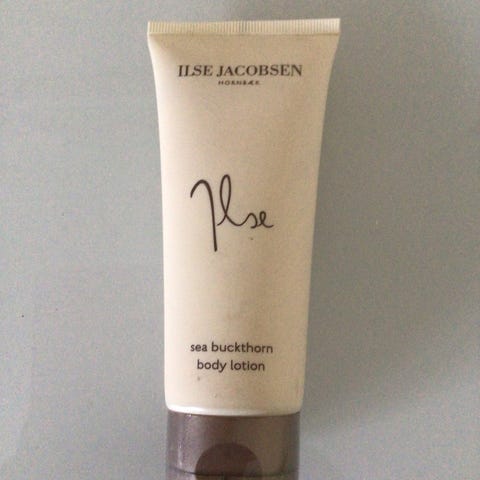 ILSE JACOBSEN
HORNBÆK
Ilse
sea buckthorn
body lotion